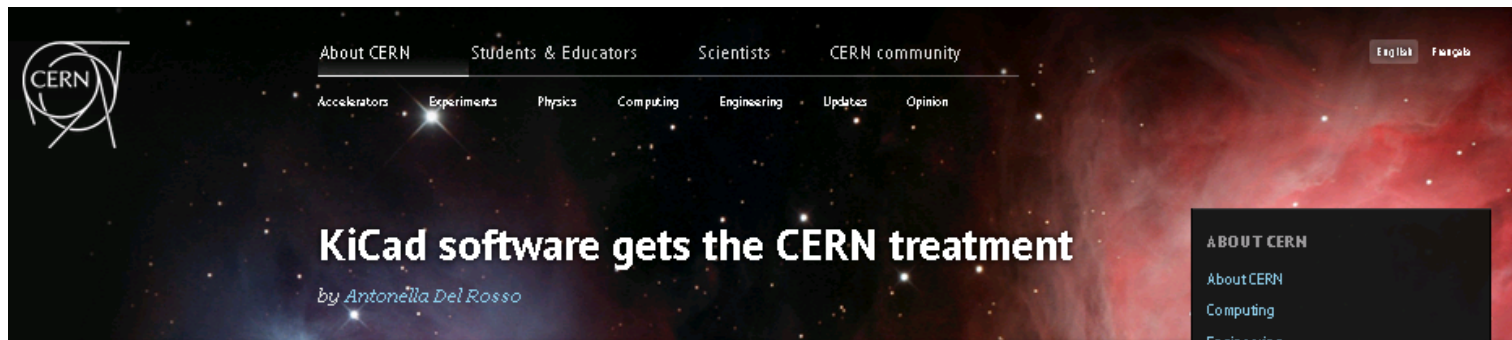 CERN
About CERN Students & Educators Scientists CERN community
English Français
Accelerators Experiments Physics Computing Engineering Updates Opinion
KiCad software gets the CERN treatment
by Antonella Del Rosso
ABOUT CERN
About CERN
Computing